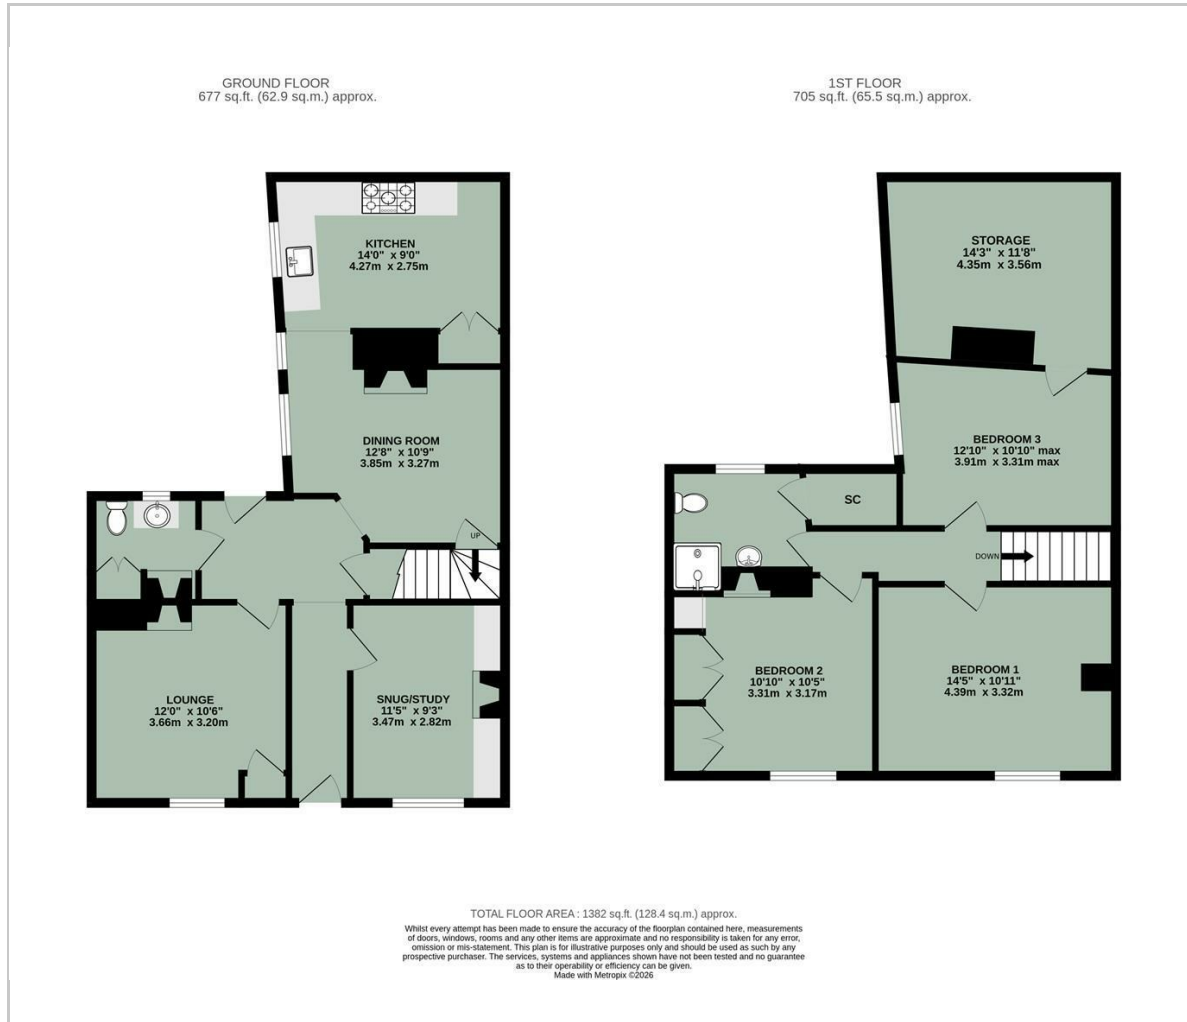 GROUND FLOOR
677 sq.ft. (62.9 sq.m.) approx.
1ST FLOOR
705 sq.ft. (65.5 sq.m.) approx.
KITCHEN
14'0" x 9'0"
4.27m x 2.75m
DINING ROOM
12'8" x 10'9"
3.85m x 3.27m
UP
LOUNGE
12'0" x 10'6"
3.66m x 3.20m
SNUG/STUDY
11'5" x 9'3"
3.47m x 2.82m
STORAGE
14'3" x 11'8"
4.35m x 3.56m
BEDROOM 3
12'10" x 10'10" max
3.91m x 3.31m max
SC
DOWN
BEDROOM 2
10'10" x 10'5"
3.31m x 3.17m
BEDROOM 1
14'5" x 10'11"
4.39m x 3.32m
TOTAL FLOOR AREA : 1382 sq.ft. (128.4 sq.m.) approx.
Whilst every attempt has been made to ensure the accuracy of the floorplan contained here, measurements
of doors, windows, rooms and any other items are approximate and no responsibility is taken for any error,
omission or mis-statement. This plan is for illustrative purposes only and should be used as such by any
prospective purchaser. The services, systems and appliances shown have not been tested and no guarantee
as to their operability or efficiency can be given.
Made with Metropix ©2026